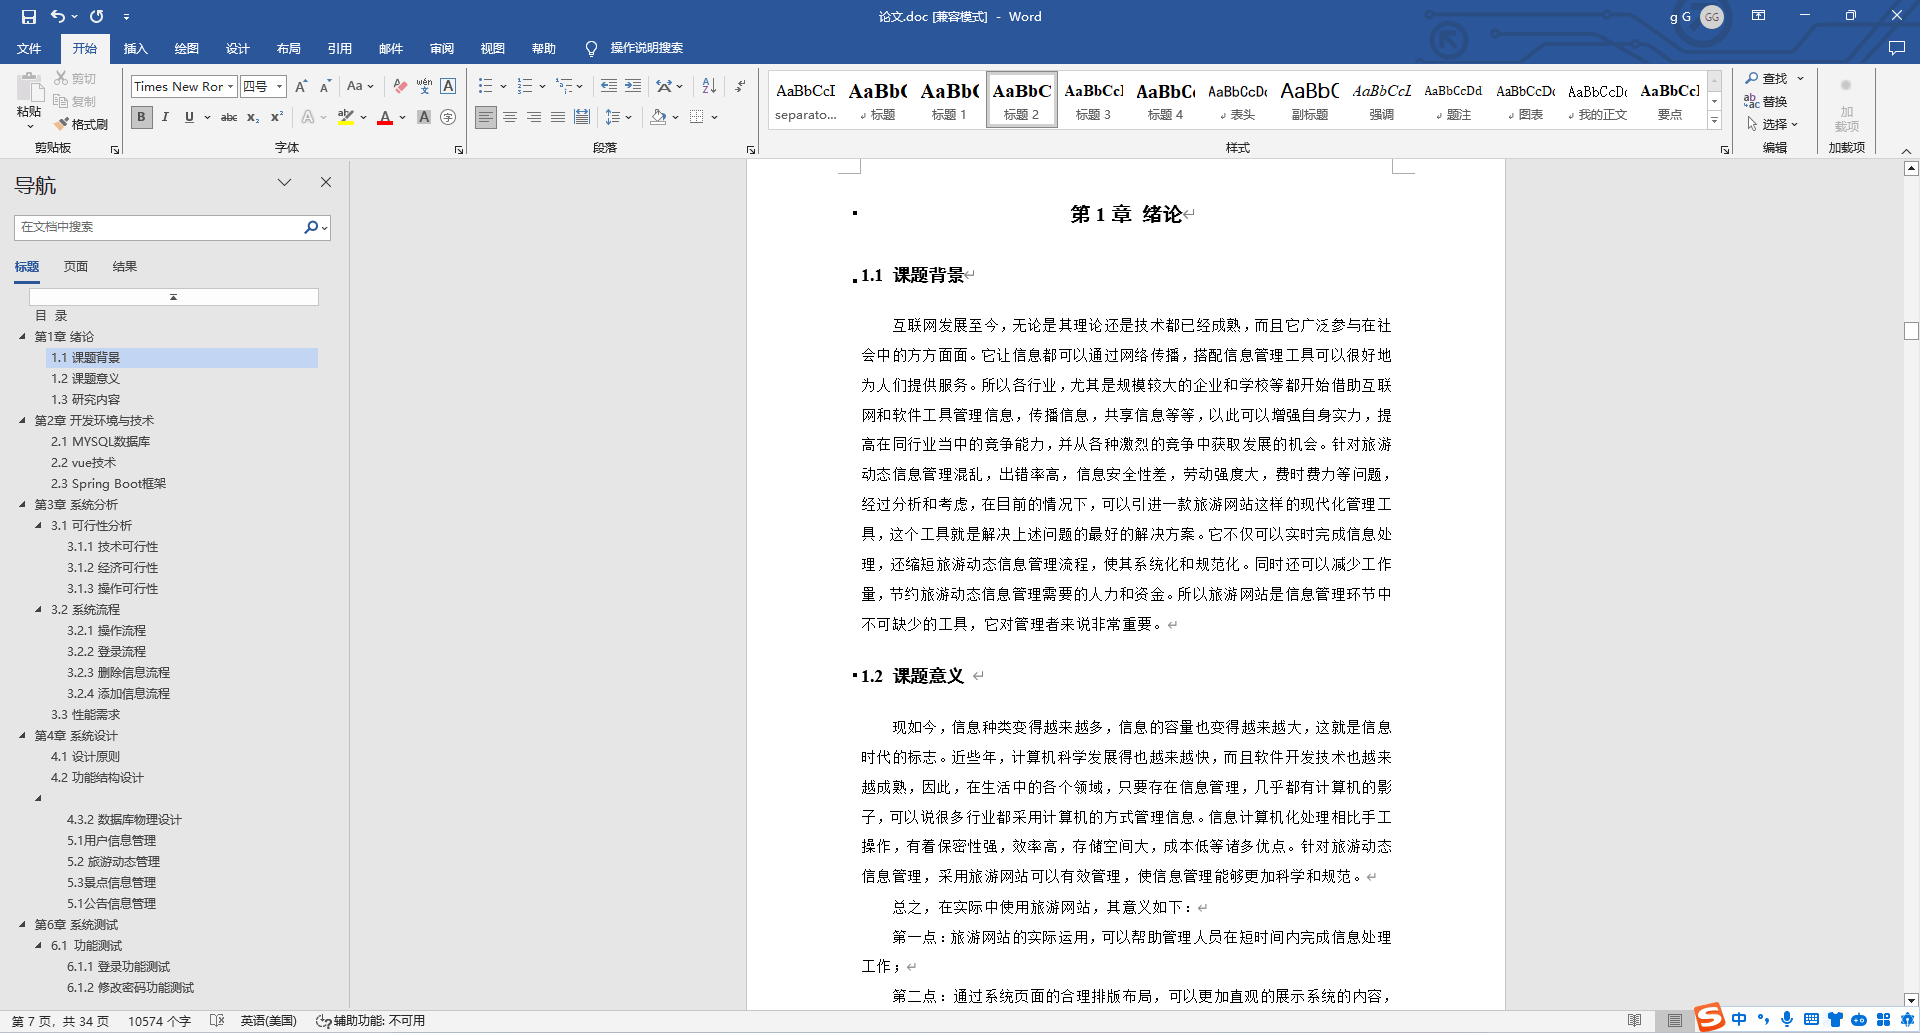 论文.doc [兼容模式] - Word
g G GG
文件 开始 插入 绘图 设计 布局 引用 邮件 审阅 视图 帮助 操作说明搜索
粘贴 剪切 复制 格式刷
剪贴板
Times New Ror 四号
Aa wén 文 A
B I U abc x₂ x² A ab A A 字
字体
段落
AaBbCcI separato...
AaBb( 标题
AaBb( 标题 1
AaBbC 标题 2
AaBbCcI 标题 3
AaBbC( 标题 4
AaBbCcDc 表头
AaBbC 副标题
AaBbCcL 强调
AaBbCcDd 题注
AaBbCcDc 图表
AaBbCcDc 我的正文
AaBbCcI 要点
样式
查找
替换
选择
编辑
加载项
加载项
导航
在文档中搜索
标题 页面 结果
目 录
第1章 绪论
1.1 课题背景
1.2 课题意义
1.3 研究内容
第2章 开发环境与技术
2.1 MYSQL数据库
2.2 vue技术
2.3 Spring Boot框架
第3章 系统分析
3.1 可行性分析
3.1.1 技术可行性
3.1.2 经济可行性
3.1.3 操作可行性
3.2 系统流程
3.2.1 操作流程
3.2.2 登录流程
3.2.3 删除信息流程
3.2.4 添加信息流程
3.3 性能需求
第4章 系统设计
4.1 设计原则
4.2 功能结构设计
4.3.2 数据库物理设计
5.1用户信息管理
5.2 旅游动态管理
5.3景点信息管理
5.1公告信息管理
第6章 系统测试
6.1 功能测试
6.1.1 登录功能测试
6.1.2 修改密码功能测试
第 1 章 绪论
1.1 课题背景
互联网发展至今，无论是其理论还是技术都已经成熟，而且它广泛参与在社
会中的方方面面。它让信息都可以通过网络传播，搭配信息管理工具可以很好地
为人们提供服务。所以各行业，尤其是规模较大的企业和学校等都开始借助互联
网和软件工具管理信息，传播信息，共享信息等等，以此可以增强自身实力，提
高在同行业当中的竞争能力，并从各种激烈的竞争中获取发展的机会。针对旅游
动态信息管理混乱，出错率高，信息安全性差，劳动强度大，费时费力等问题，
经过分析和考虑，在目前的情况下，可以引进一款旅游网站这样的现代化管理工
具，这个工具就是解决上述问题的最好的解决方案。它不仅可以实时完成信息处
理，还缩短旅游动态信息管理流程，使其系统化和规范化。同时还可以减少工作
量，节约旅游动态信息管理需要的人力和资金。所以旅游网站是信息管理环节中
不可缺少的工具，它对管理者来说非常重要。
1.2 课题意义
现如今，信息种类变得越来越多，信息的容量也变得越来越大，这就是信息
时代的标志。近些年，计算机科学发展得也越来越快，而且软件开发技术也越来
越成熟，因此，在生活中的各个领域，只要存在信息管理，几乎都有计算机的影
子，可以说很多行业都采用计算机的方式管理信息。信息计算机化处理相比手工
操作，有着保密性强，效率高，存储空间大，成本低等诸多优点。针对旅游动态
信息管理，采用旅游网站可以有效管理，使信息管理能够更加科学和规范。
总之，在实际中使用旅游网站，其意义如下：
第一点：旅游网站的实际运用，可以帮助管理人员在短时间内完成信息处理
工作；
第二点：通过系统页面的合理排版布局，可以更加直观的展示系统的内容，
第 7 页，共 34 页 10574 个字 英语(美国) 辅助功能: 不可用
S 中